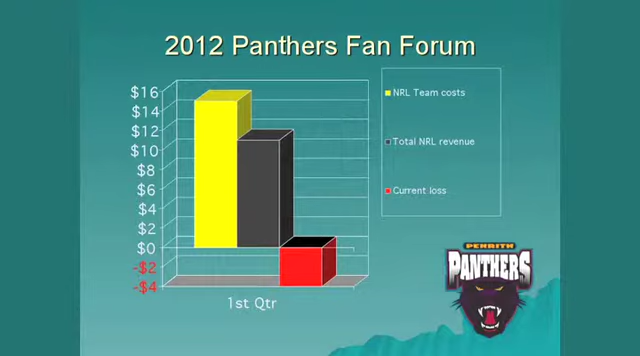 2012 Panthers Fan Forum
$16
$14
$12
$10
$8
$6
$4
$2
$0
-$2
-$4
1st Qtr
NRL Team costs
Total NRL revenue
Current loss
PENRITH
PANTHERS